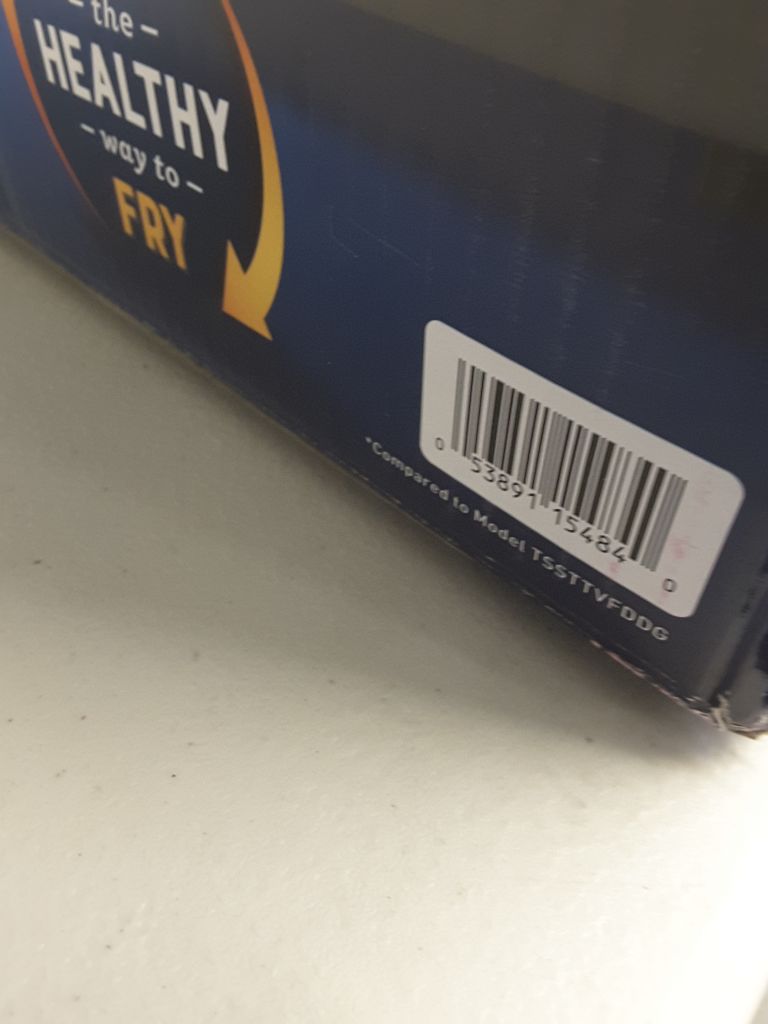 – the –
HEALTHY
– way to –
FRY
0 53891 15484 0
*Compared to Model TSSTTVFDDG